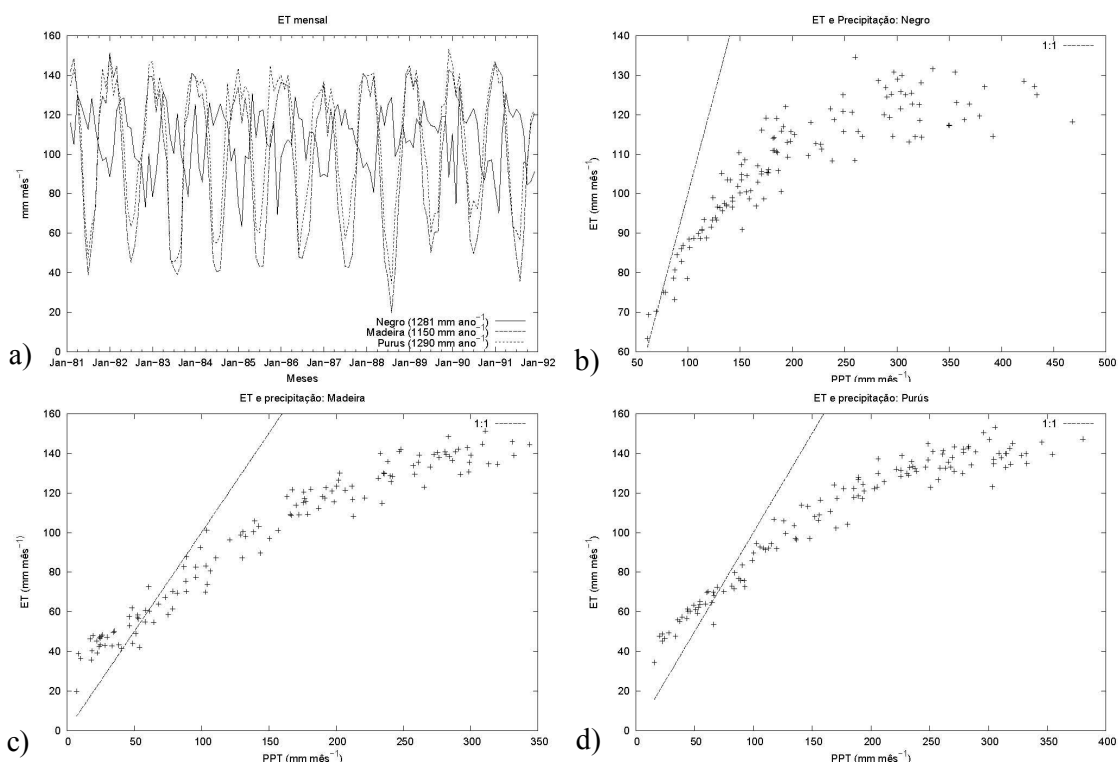 ET mensal
160
140
120
100
80
60
40
20
0
mm mês⁻¹
Negro (1281 mm ano⁻¹)
Madeira (1150 mm ano⁻¹)
Purus (1290 mm ano⁻¹)
Jan-81 Jan-82 Jan-83 Jan-84 Jan-85 Jan-86 Jan-87 Jan-88 Jan-89 Jan-90 Jan-91 Jan-92
Meses
a)
ET e Precipitação: Negro
1:1
140
130
120
110
100
90
80
70
60
ET (mm mês⁻¹)
50 100 150 200 250 300 350 400 450 500
PPT (mm mês⁻¹)
b)
ET e precipitação: Madeira
1:1
160
140
120
100
80
60
40
20
0
ET (mm mês⁻¹)
0 50 100 150 200 250 300 350
PPT (mm mês⁻¹)
c)
ET e precipitação: Purús
1:1
160
140
120
100
80
60
40
20
0
ET (mm mês⁻¹)
0 50 100 150 200 250 300 350 400
PPT (mm mês⁻¹)
d)